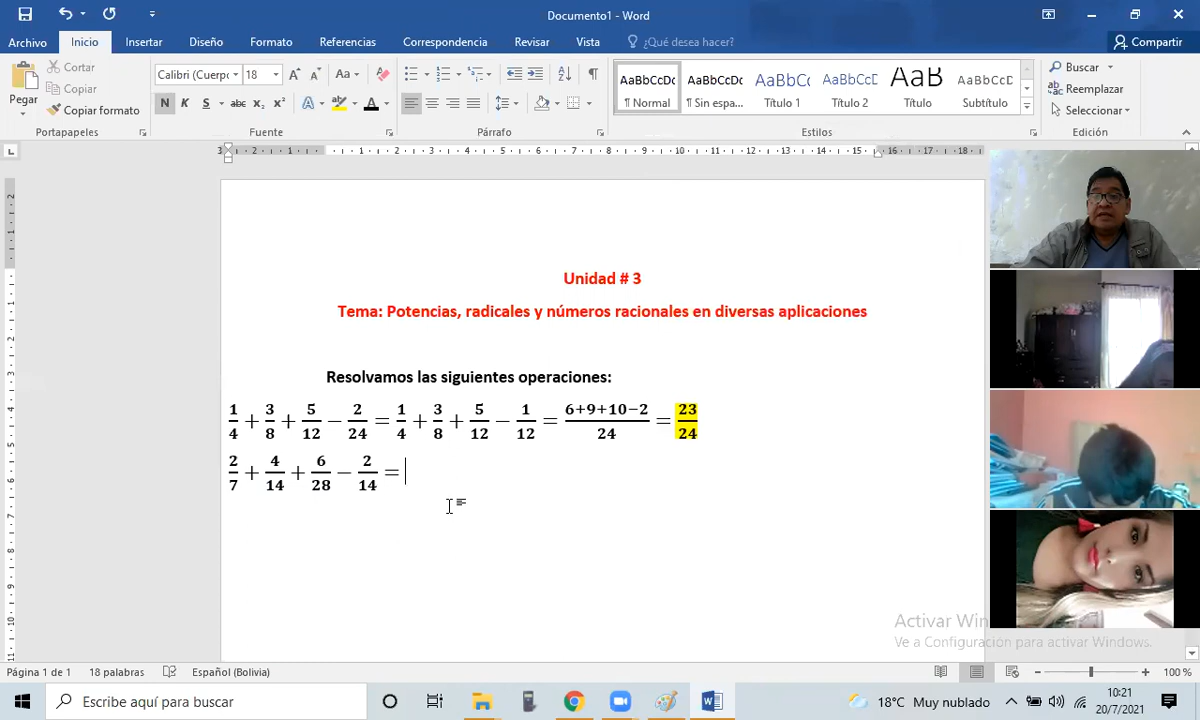 Documento1 - Word
Archivo Inicio Insertar Diseño Formato Referencias Correspondencia Revisar Vista ¿Qué desea hacer? Compartir
Pegar
Cortar
Copiar
Copiar formato
Portapapeles
Calibri (Cuerpo 18
N K S abc x₂ x²
Fuente
Párrafo
AaBbCcDc AaBbCcDc AaBbCc AaBbCcD AaB AaBbCcD
¶ Normal ¶ Sin espa... Título 1 Título 2 Título Subtítulo
Estilos
Buscar
Reemplazar
Seleccionar
Edición
Unidad # 3
Tema: Potencias, radicales y números racionales en diversas aplicaciones
Resolvamos las siguientes operaciones:
1/4 + 3/8 + 5/12 − 2/24 = 1/4 + 3/8 + 5/12 − 1/12 = 6+9+10−2/24 = 23/24
2/7 + 4/14 + 6/28 − 2/14 =
Activar Win
Ve a Configuración para activar Windows.
Página 1 de 1 18 palabras Español (Bolivia) 100 %
Escribe aquí para buscar
18°C Muy nublado
10:21
20/7/2021